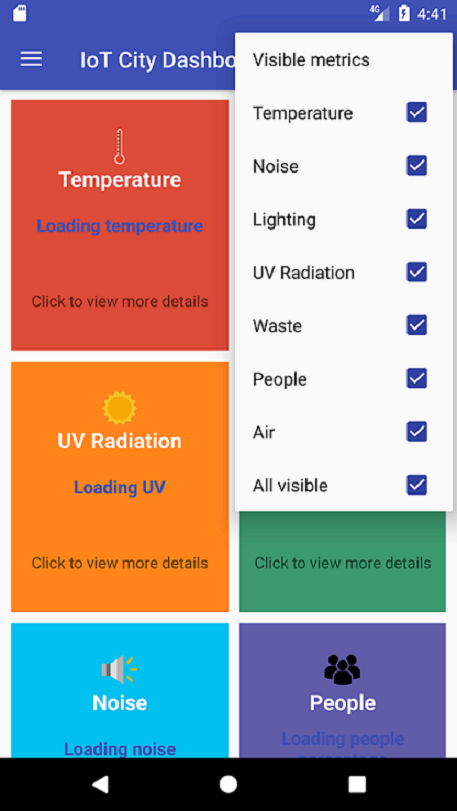 4G 4:41
IoT City Dashbo
Visible metrics
Temperature
Noise
Lighting
UV Radiation
Waste
People
Air
All visible
Temperature
Loading temperature
Click to view more details
UV Radiation
Loading UV
Click to view more details
Click to view more details
Noise
Loading noise
People
Loading people